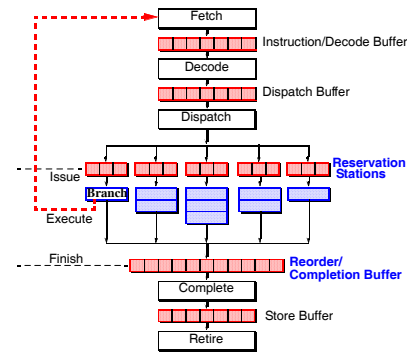 Fetch
Instruction/Decode Buffer
Decode
Dispatch Buffer
Dispatch
Reservation
Stations
Issue
Branch
Execute
Finish
Reorder/
Completion Buffer
Complete
Store Buffer
Retire